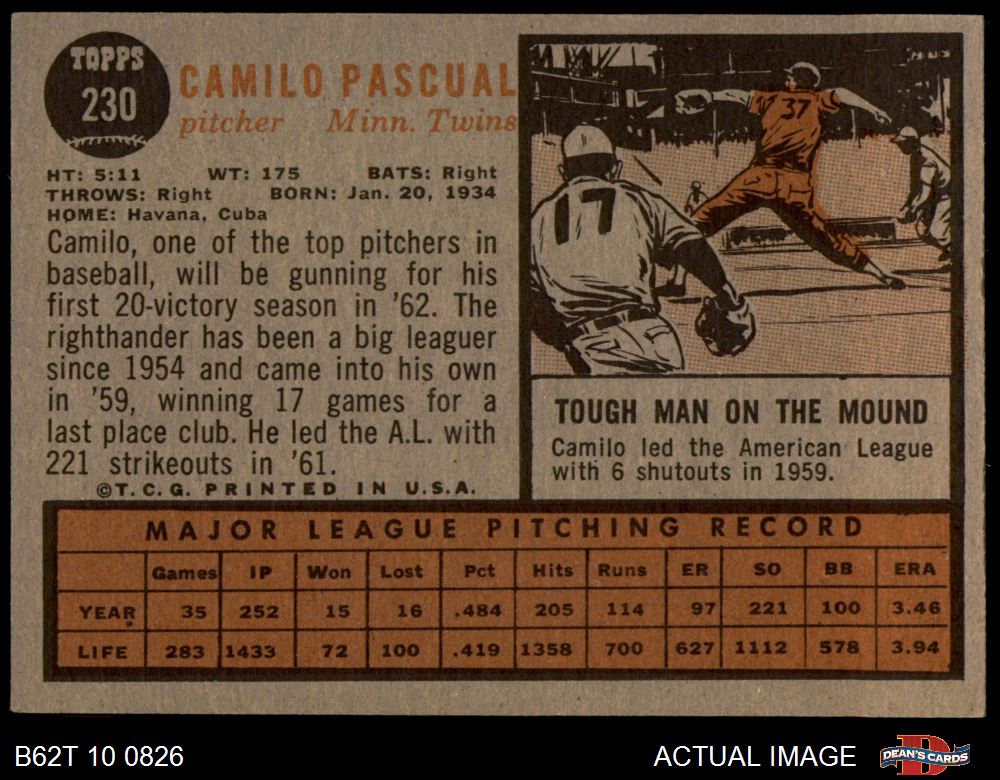 TOPPS
230
CAMILO PASCUAL
pitcher Minn. Twins
HT: 5:11 WT: 175 BATS: Right
THROWS: Right BORN: Jan. 20, 1934
HOME: Havana, Cuba
Camilo, one of the top pitchers in
baseball, will be gunning for his
first 20-victory season in '62. The
righthander has been a big leaguer
since 1954 and came into his own
in '59, winning 17 games for a
last place club. He led the A.L. with
221 strikeouts in '61.
©T.C.G. PRINTED IN U.S.A.
37
17
TOUGH MAN ON THE MOUND
Camilo led the American League
with 6 shutouts in 1959.
MAJOR LEAGUE PITCHING RECORD
Games IP Won Lost Pct Hits Runs ER SO BB ERA
YEAR 35 252 15 16 .484 205 114 97 221 100 3.46
LIFE 283 1433 72 100 .419 1358 700 627 1112 578 3.94
B62T 10 0826 ACTUAL IMAGE
D
DEAN'S CARDS